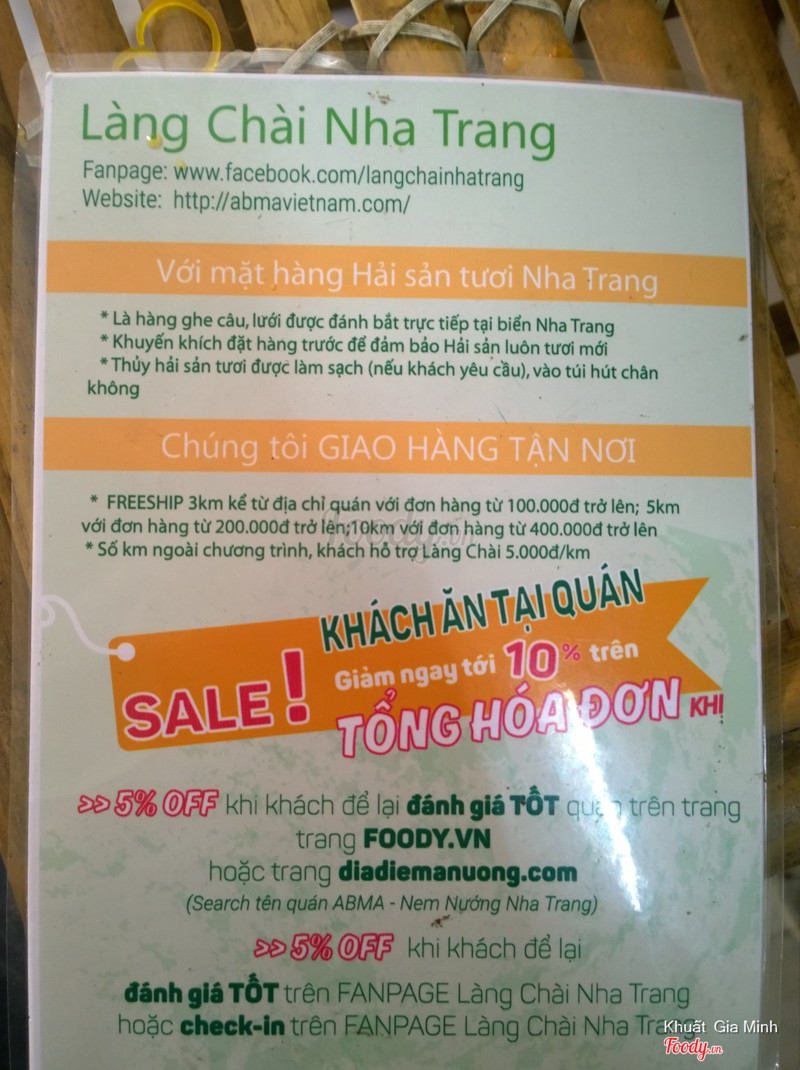 Làng Chài Nha Trang
Fanpage: www.facebook.com/langchainhatrang
Website: http://abmavietnam.com/
Với mặt hàng Hải sản tươi Nha Trang
* Là hàng ghe câu, lưới được đánh bắt trực tiếp tại biển Nha Trang
* Khuyến khích đặt hàng trước để đảm bảo Hải sản luôn tươi mới
* Thủy hải sản tươi được làm sạch (nếu khách yêu cầu), vào túi hút chân
không
Chúng tôi GIAO HÀNG TẬN NƠI
* FREESHIP 3km kể từ địa chỉ quán với đơn hàng từ 100.000đ trở lên; 5km
với đơn hàng từ 200.000đ trở lên;10km với đơn hàng từ 400.000đ trở lên
* Số km ngoài chương trình, khách hỗ trợ Làng Chài 5.000đ/km
foody.vn
KHÁCH ĂN TẠI QUÁN
SALE! Giảm ngay tới 10% trên
TỔNG HÓA ĐƠN KHI
>> 5% OFF khi khách để lại đánh giá TỐT quán trên trang
trang FOODY.VN
hoặc trang diadiemanuong.com
(Search tên quán ABMA - Nem Nướng Nha Trang)
>> 5% OFF khi khách để lại
đánh giá TỐT trên FANPAGE Làng Chài Nha Trang
hoặc check-in trên FANPAGE Làng Chài Nha Trang
Khuất Gia Minh
Foody.vn